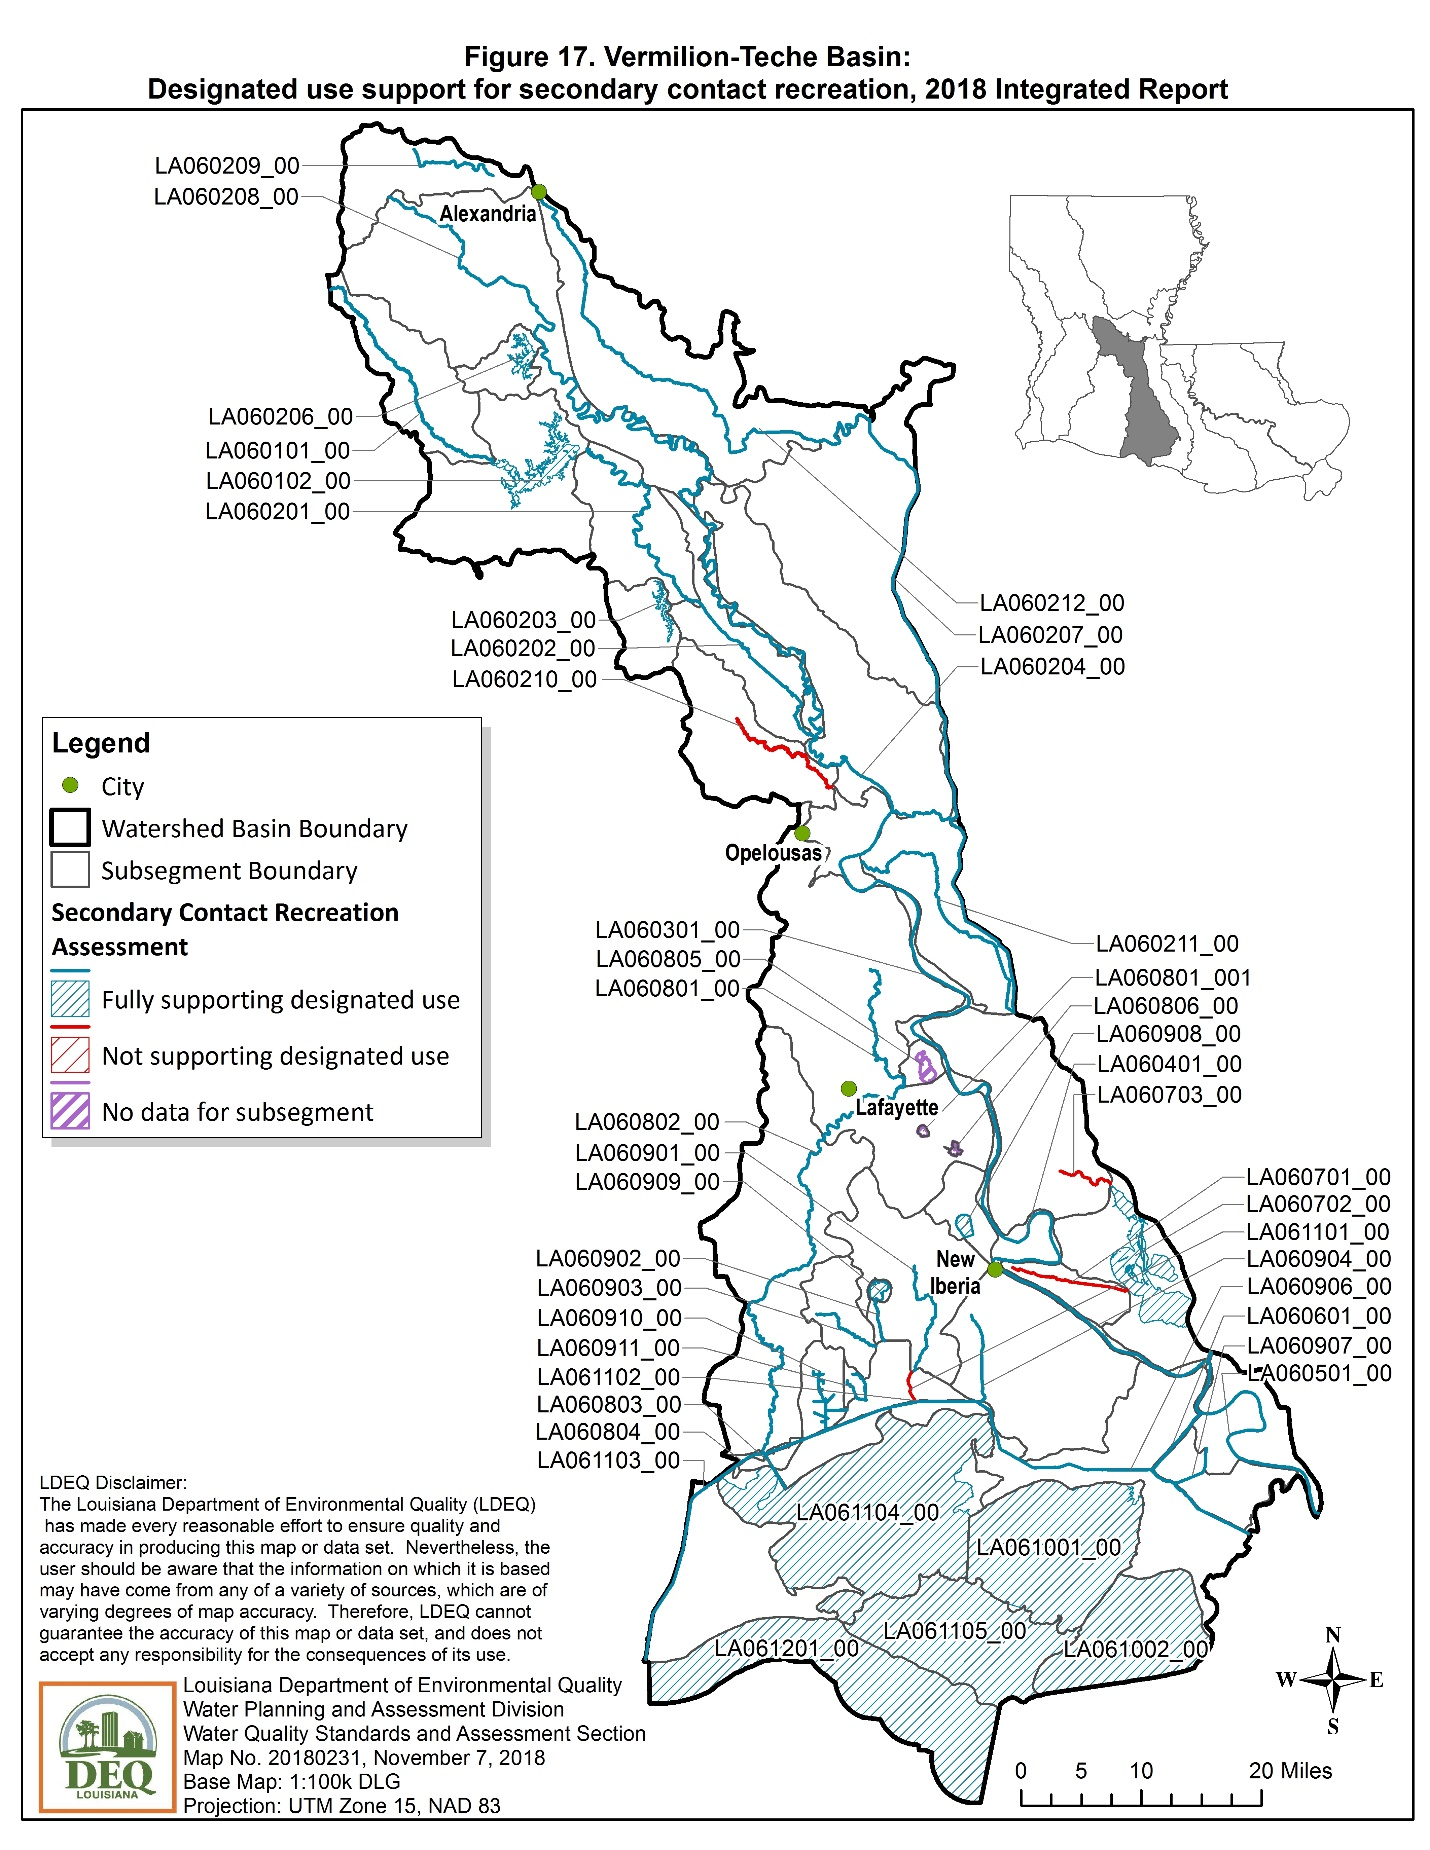 Figure 17. Vermilion-Teche Basin:
Designated use support for secondary contact recreation, 2018 Integrated Report
LA060209_00
LA060208_00
Alexandria
LA060206_00
LA060101_00
LA060102_00
LA060201_00
LA060212_00
LA060207_00
LA060204_00
LA060203_00
LA060202_00
LA060210_00
Legend
City
Watershed Basin Boundary
Subsegment Boundary
Secondary Contact Recreation
Assessment
Fully supporting designated use
Not supporting designated use
No data for subsegment
Opelousas
LA060301_00
LA060805_00
LA060801_00
LA060211_00
LA060801_001
LA060806_00
LA060908_00
LA060401_00
LA060703_00
Lafayette
LA060802_00
LA060901_00
LA060909_00
New
Iberia
LA060701_00
LA060702_00
LA061101_00
LA060904_00
LA060906_00
LA060601_00
LA060907_00
LA060501_00
LA060902_00
LA060903_00
LA060910_00
LA060911_00
LA061102_00
LA060803_00
LA060804_00
LA061103_00
LA061104_00
LA061001_00
LA061105_00
LA061201_00
LA061002_00
LDEQ Disclaimer:
The Louisiana Department of Environmental Quality (LDEQ)
has made every reasonable effort to ensure quality and
accuracy in producing this map or data set. Nevertheless, the
user should be aware that the information on which it is based
may have come from any of a variety of sources, which are of
varying degrees of map accuracy. Therefore, LDEQ cannot
guarantee the accuracy of this map or data set, and does not
accept any responsibility for the consequences of its use.
DEQ
LOUISIANA
Louisiana Department of Environmental Quality
Water Planning and Assessment Division
Water Quality Standards and Assessment Section
Map No. 20180231, November 7, 2018
Base Map: 1:100k DLG
Projection: UTM Zone 15, NAD 83
N
W E
S
0 5 10 20 Miles